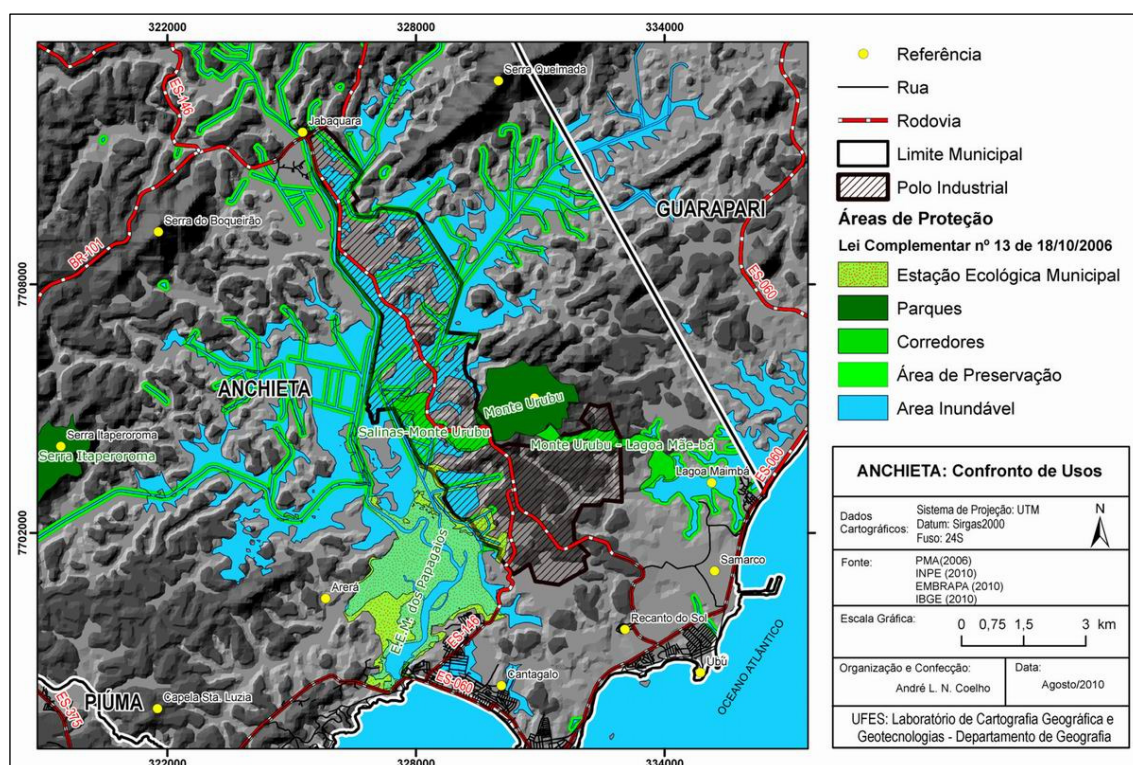 322000
328000
334000
Serra Queimada
ES-146
Jabaquara
GUARAPARI
Serra do Boqueirão
BR-101
ES-060
7708000
7708000
ANCHIETA
Monte Urubu
Salinas-Monte Urubu
Monte Urubu - Lagoa Mãe-bá
Serra Itaperoroma
Serra Itaperoroma
Lagoa Maimbá
ES-060
7702000
7702000
Samarco
Arerá
E.E.M. dos Papagaios
ES-146
Recanto do Sol
Ubú
OCEANO ATLÂNTICO
Cantagalo
ES-060
PIÚMA
Capela Sta. Luzia
ES-375
322000
328000
334000
Referência
Rua
Rodovia
Limite Municipal
Polo Industrial
Áreas de Proteção
Lei Complementar nº 13 de 18/10/2006
Estação Ecológica Municipal
Parques
Corredores
Área de Preservação
Area Inundável
ANCHIETA: Confronto de Usos
Dados Cartográficos:
Sistema de Projeção: UTM
Datum: Sirgas2000
Fuso: 24S
N
Fonte:
PMA(2006)
INPE (2010)
EMBRAPA (2010)
IBGE (2010)
Escala Gráfica:
0 0,75 1,5 3 km
Organização e Confecção:
André L. N. Coelho
Data:
Agosto/2010
UFES: Laboratório de Cartografia Geográfica e
Geotecnologias - Departamento de Geografia